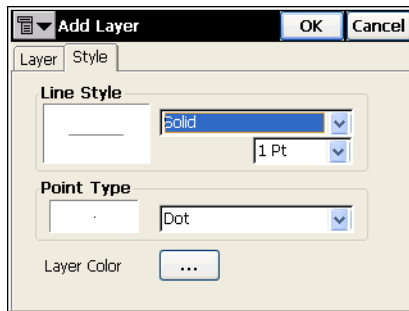 Add Layer OK Cancel
Layer Style
Line Style
Solid
1 Pt
Point Type
Dot
Layer Color ...